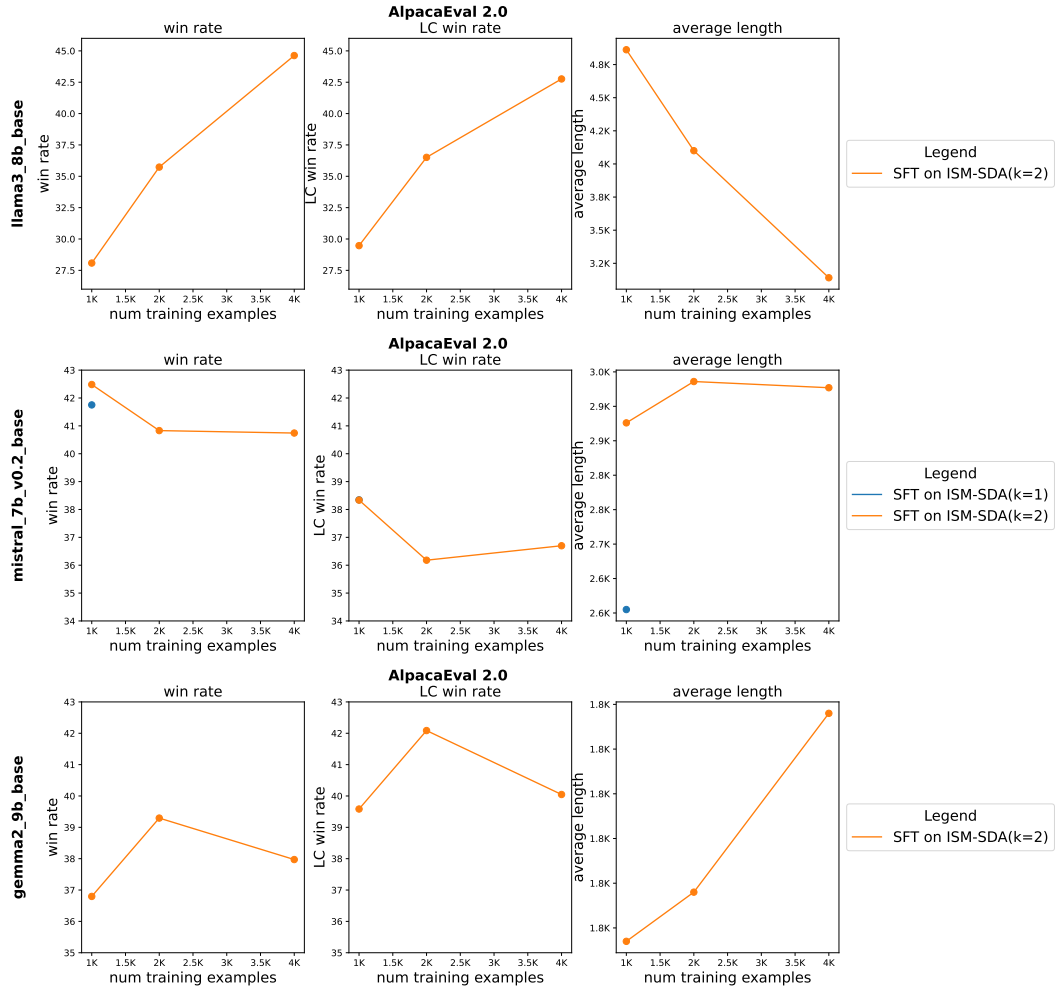 AlpacaEval 2.0
win rate
LC win rate
average length
llama3_8b_base
win rate
45.0
42.5
40.0
37.5
35.0
32.5
30.0
27.5
1K 1.5K 2K 2.5K 3K 3.5K 4K
num training examples
LC win rate
45.0
42.5
40.0
37.5
35.0
32.5
30.0
27.5
1K 1.5K 2K 2.5K 3K 3.5K 4K
num training examples
average length
4.8K
4.5K
4.2K
4K
3.8K
3.5K
3.2K
1K 1.5K 2K 2.5K 3K 3.5K 4K
num training examples
Legend
SFT on ISM-SDA(k=2)
AlpacaEval 2.0
win rate
LC win rate
average length
mistral_7b_v0.2_base
win rate
43
42
41
40
39
38
37
36
35
34
1K 1.5K 2K 2.5K 3K 3.5K 4K
num training examples
LC win rate
43
42
41
40
39
38
37
36
35
34
1K 1.5K 2K 2.5K 3K 3.5K 4K
num training examples
average length
3.0K
2.9K
2.9K
2.8K
2.8K
2.7K
2.6K
2.6K
1K 1.5K 2K 2.5K 3K 3.5K 4K
num training examples
Legend
SFT on ISM-SDA(k=1)
SFT on ISM-SDA(k=2)
AlpacaEval 2.0
win rate
LC win rate
average length
gemma2_9b_base
win rate
43
42
41
40
39
38
37
36
35
1K 1.5K 2K 2.5K 3K 3.5K 4K
num training examples
LC win rate
43
42
41
40
39
38
37
36
35
1K 1.5K 2K 2.5K 3K 3.5K 4K
num training examples
average length
1.8K
1.8K
1.8K
1.8K
1.8K
1.8K
1K 1.5K 2K 2.5K 3K 3.5K 4K
num training examples
Legend
SFT on ISM-SDA(k=2)